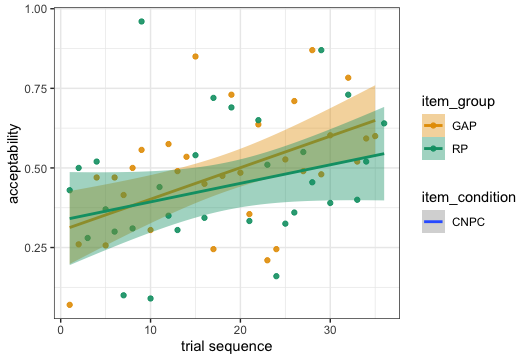 1.00
0.75
0.50
0.25
acceptability
0
10
20
30
trial sequence
item_group
GAP
RP
item_condition
CNPC